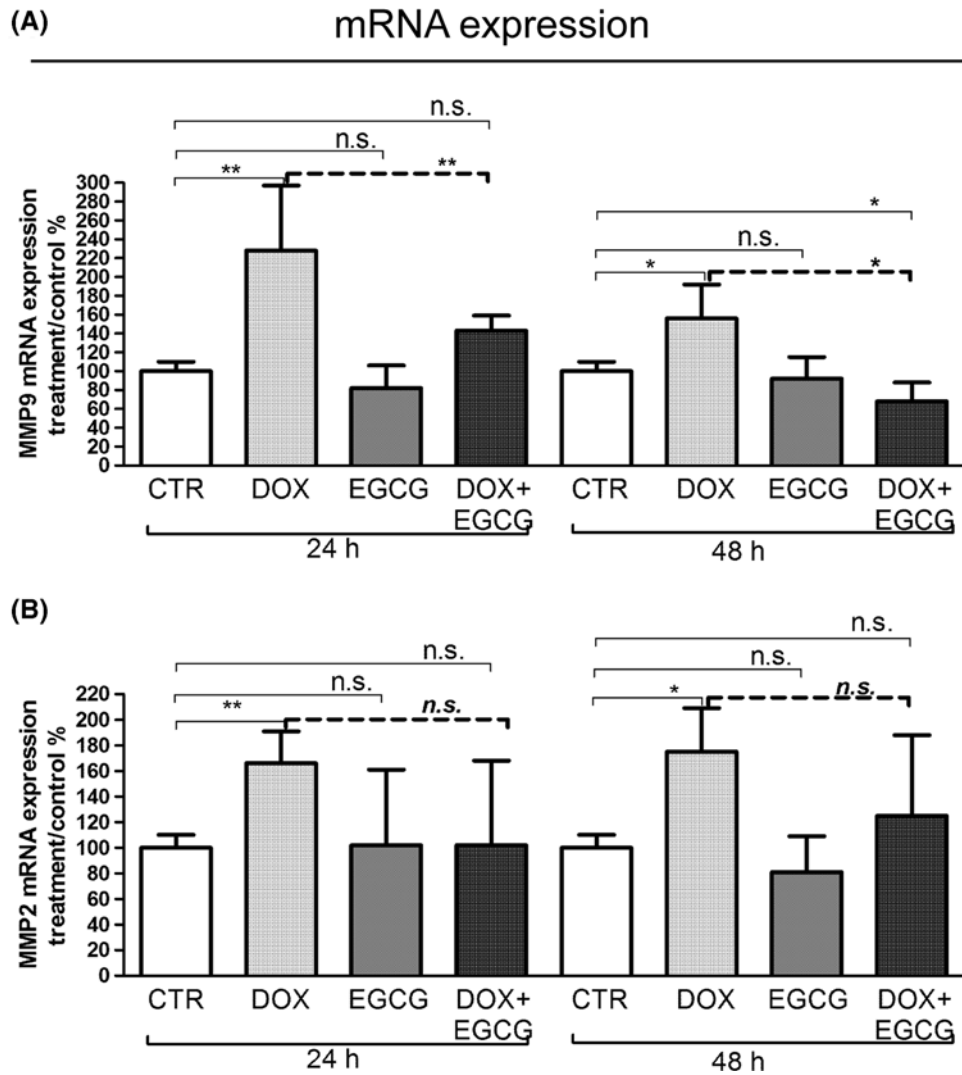 (A)
mRNA expression
n.s.
n.s.
** **
*
n.s.
* *
MMP9 mRNA expression
treatment/control %
300
280
260
240
220
200
180
160
140
120
100
80
60
40
20
0
CTR DOX EGCG DOX+
EGCG
CTR DOX EGCG DOX+
EGCG
24 h 48 h
(B)
n.s.
n.s.
** n.s.
n.s.
n.s.
* n.s.
MMP2 mRNA expression
treatment/control %
220
200
180
160
140
120
100
80
60
40
20
0
CTR DOX EGCG DOX+
EGCG
CTR DOX EGCG DOX+
EGCG
24 h 48 h